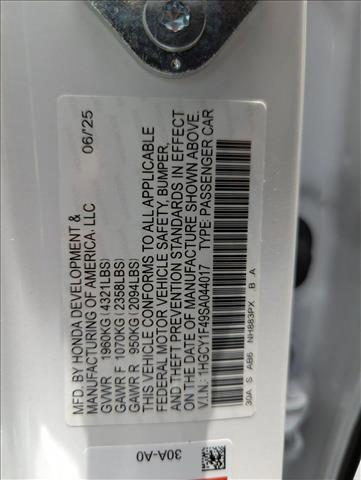 MFD. BY HONDA DEVELOPMENT &
MANUFACTURING OF AMERICA, LLC
06/'25
GVWR 1960KG(4321LBS)
GAWR F 1070KG(2358LBS)
GAWR R 950KG(2094LBS)
THIS VEHICLE CONFORMS TO ALL APPLICABLE
FEDERAL MOTOR VEHICLE SAFETY, BUMPER,
AND THEFT PREVENTION STANDARDS IN EFFECT
ON THE DATE OF MANUFACTURE SHOWN ABOVE.
V.I.N.: 1HGCY1F49SA044017 TYPE: PASSENGER CAR
30A S AB6 NH883PX B A
30A-A0